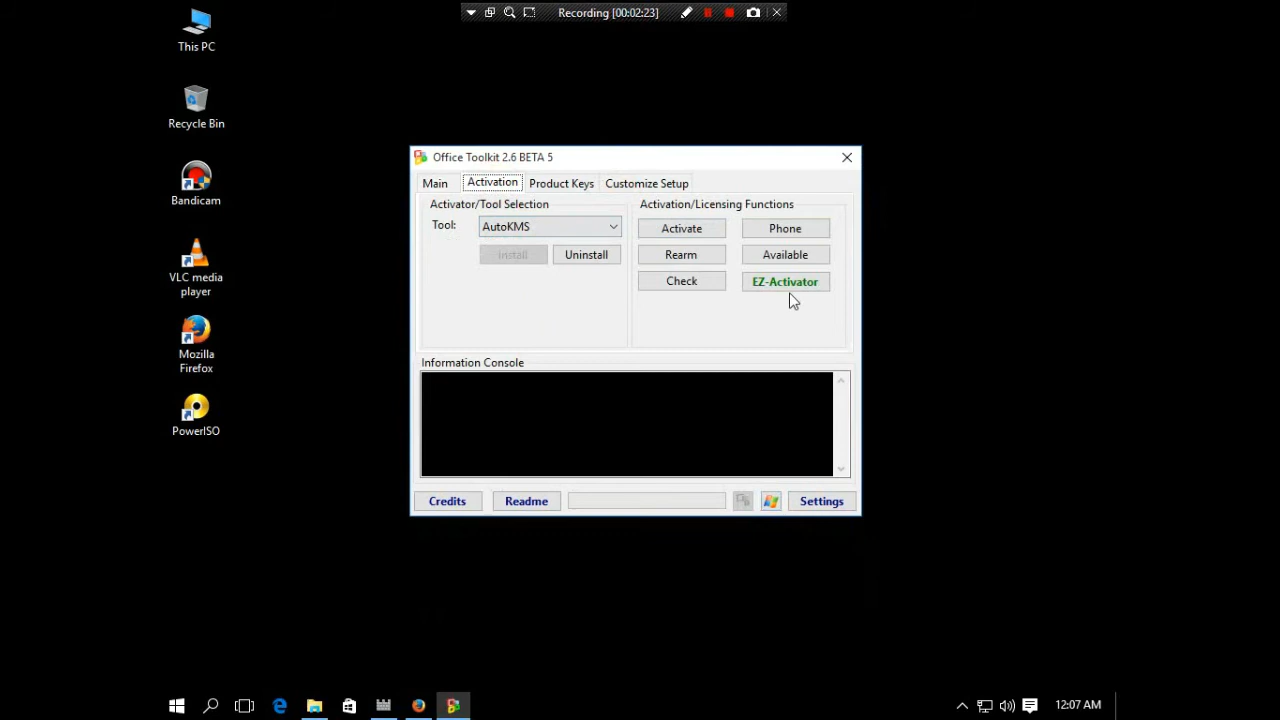 Recording [00:02:23]
This PC
Recycle Bin
Bandicam
VLC media
player
Mozilla
Firefox
PowerISO
Office Toolkit 2.6 BETA 5
Main Activation Product Keys Customize Setup
Activator/Tool Selection
Tool: AutoKMS
Install Uninstall
Activation/Licensing Functions
Activate Phone
Rearm Available
Check EZ-Activator
Information Console
Credits Readme Settings
12:07 AM